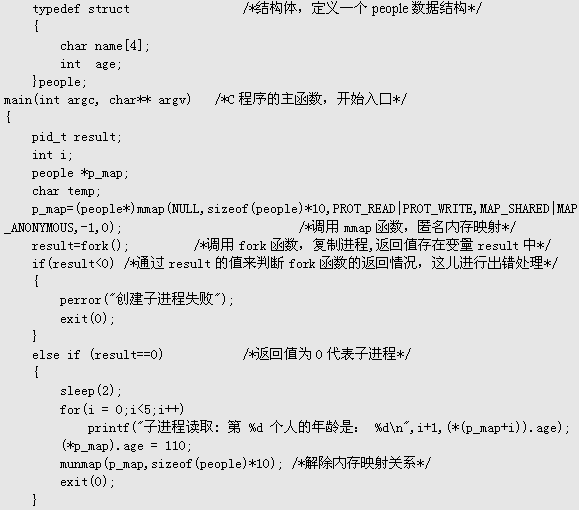 typedef struct /*结构体，定义一个 people 数据结构*/
{
char name[4];
int age;
}people;
main(int argc, char** argv) /*C 程序的主函数，开始入口*/
{
pid_t result;
int i;
people *p_map;
char temp;
p_map=(people*)mmap(NULL,sizeof(people)*10,PROT_READ|PROT_WRITE,MAP_SHARED|MAP
_ANONYMOUS,-1,0); /*调用 mmap 函数，匿名内存映射*/
result=fork(); /*调用 fork 函数，复制进程,返回值存在变量 result 中*/
if(result<0) /*通过 result 的值来判断 fork 函数的返回情况，这儿进行出错处理*/
{
perror("创建子进程失败");
exit(0);
}
else if (result==0) /*返回值为 0 代表子进程*/
{
sleep(2);
for(i = 0;i<5;i++)
printf("子进程读取: 第 %d 个人的年龄是： %d\n",i+1,(*(p_map+i)).age);
(*p_map).age = 110;
munmap(p_map,sizeof(people)*10); /*解除内存映射关系*/
exit(0);
}